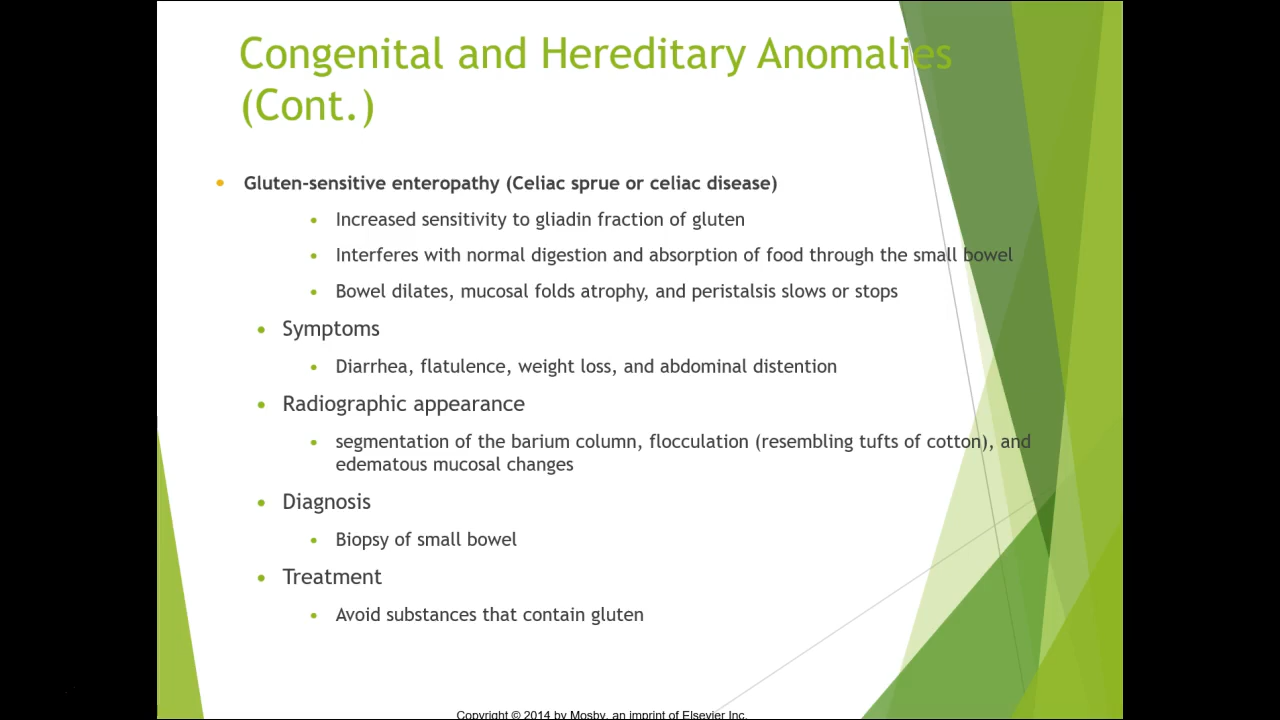 Congenital and Hereditary Anomalies
(Cont.)
• Gluten-sensitive enteropathy (Celiac sprue or celiac disease)
• Increased sensitivity to gliadin fraction of gluten
• Interferes with normal digestion and absorption of food through the small bowel
• Bowel dilates, mucosal folds atrophy, and peristalsis slows or stops
• Symptoms
• Diarrhea, flatulence, weight loss, and abdominal distention
• Radiographic appearance
• segmentation of the barium column, flocculation (resembling tufts of cotton), and
edematous mucosal changes
• Diagnosis
• Biopsy of small bowel
• Treatment
• Avoid substances that contain gluten
Copyright © 2014 by Mosby, an imprint of Elsevier Inc.